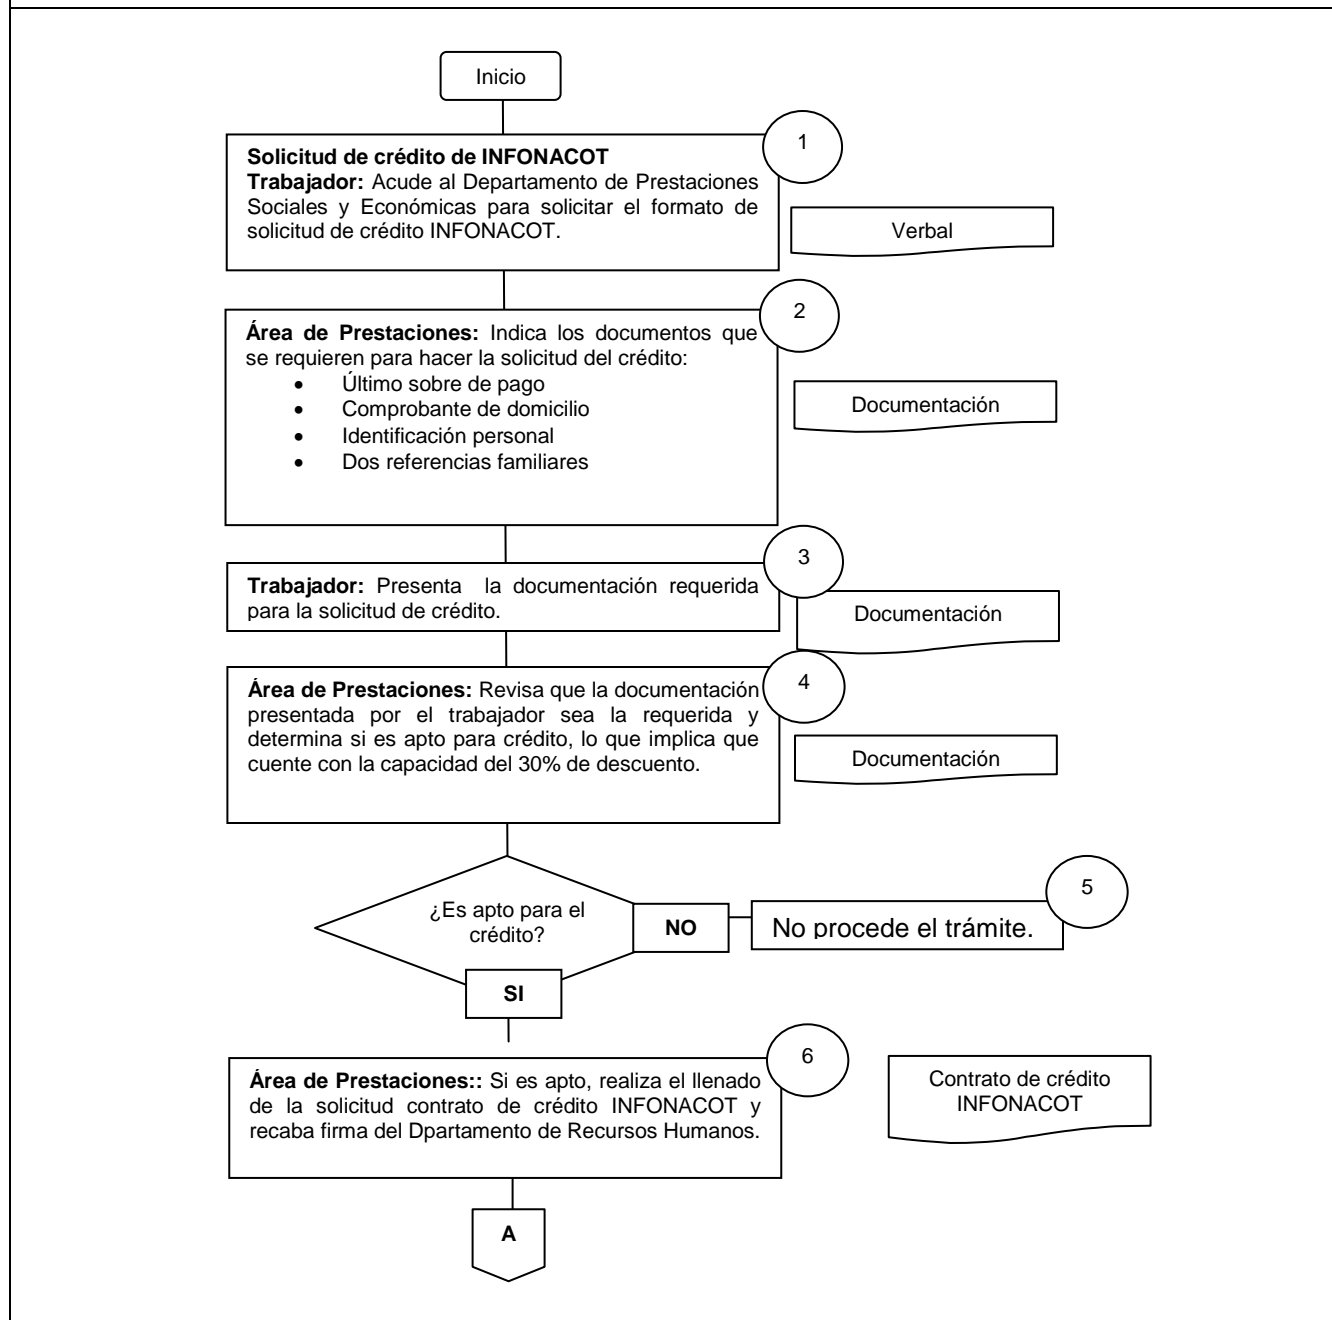 Inicio
1
Solicitud de crédito de INFONACOT
Trabajador: Acude al Departamento de Prestaciones
Sociales y Económicas para solicitar el formato de
solicitud de crédito INFONACOT.
Verbal
2
Área de Prestaciones: Indica los documentos que
se requieren para hacer la solicitud del crédito:
• Último sobre de pago
• Comprobante de domicilio
• Identificación personal
• Dos referencias familiares
Documentación
3
Trabajador: Presenta la documentación requerida
para la solicitud de crédito.
Documentación
4
Área de Prestaciones: Revisa que la documentación
presentada por el trabajador sea la requerida y
determina si es apto para crédito, lo que implica que
cuente con la capacidad del 30% de descuento.
Documentación
¿Es apto para el
crédito?
NO
5
No procede el trámite.
SI
6
Área de Prestaciones:: Si es apto, realiza el llenado
de la solicitud contrato de crédito INFONACOT y
recaba firma del Dpartamento de Recursos Humanos.
Contrato de crédito
INFONACOT
A